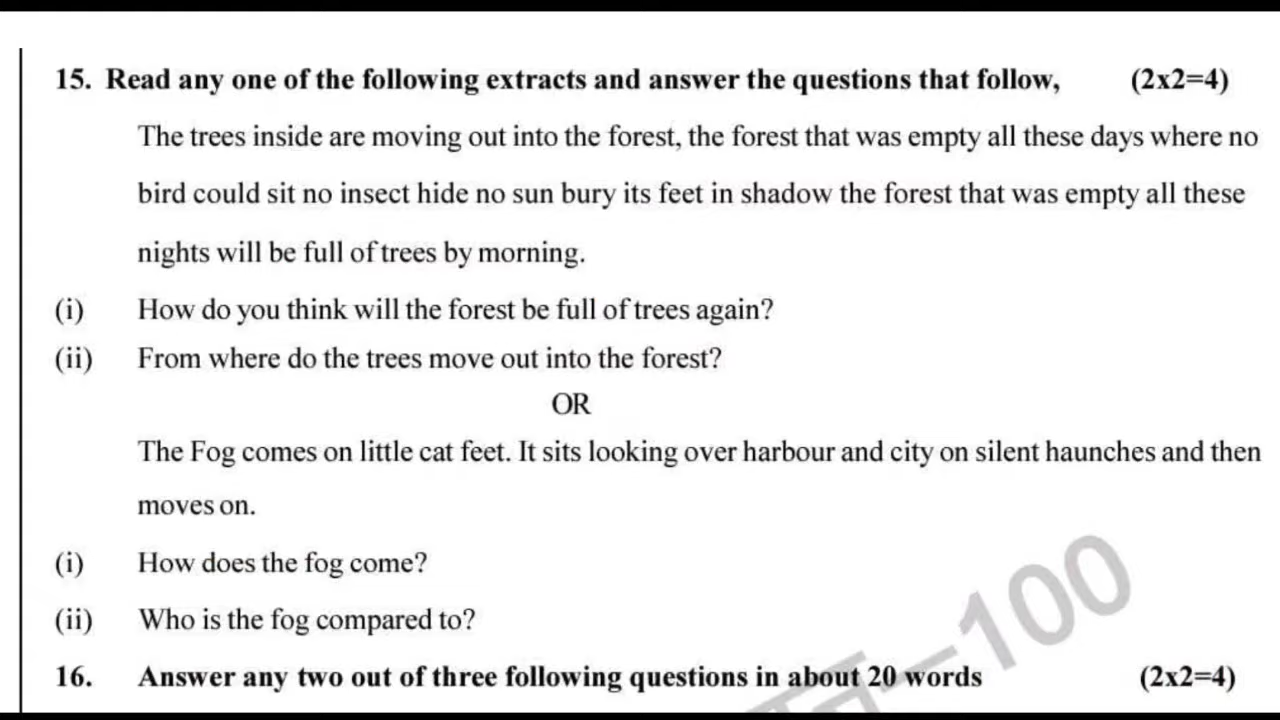 15. Read any one of the following extracts and answer the questions that follow, (2x2=4)
The trees inside are moving out into the forest, the forest that was empty all these days where no
bird could sit no insect hide no sun bury its feet in shadow the forest that was empty all these
nights will be full of trees by morning.
(i) How do you think will the forest be full of trees again?
(ii) From where do the trees move out into the forest?
OR
The Fog comes on little cat feet. It sits looking over harbour and city on silent haunches and then
moves on.
(i) How does the fog come?
(ii) Who is the fog compared to?
16. Answer any two out of three following questions in about 20 words (2x2=4)
–100